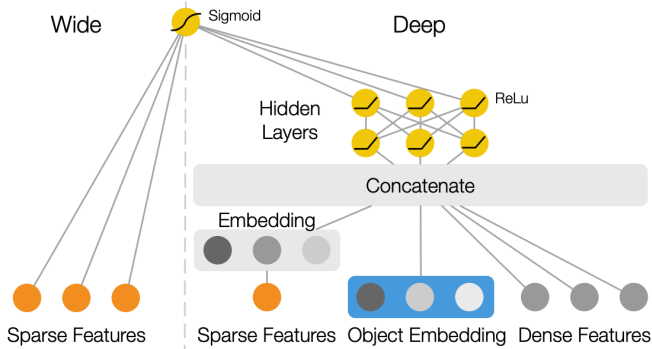 Wide
Sigmoid
Deep
ReLu
Hidden
Layers
Concatenate
Embedding
Sparse Features
Sparse Features
Object Embedding
Dense Features